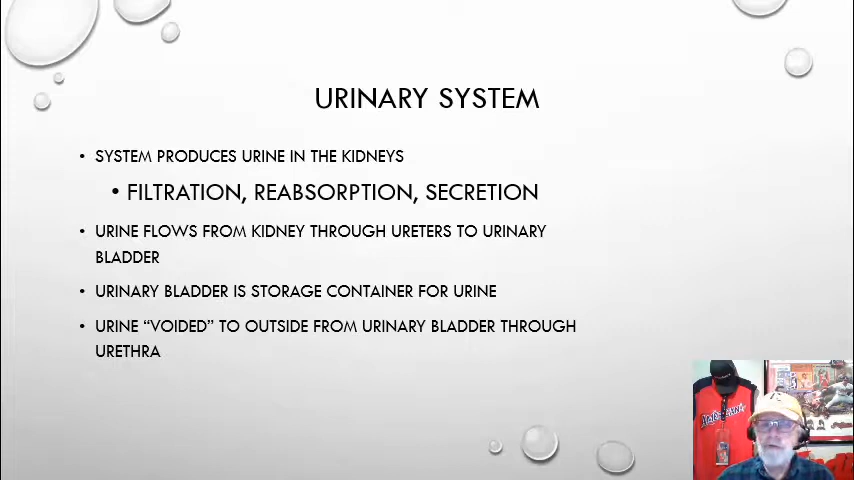 URINARY SYSTEM
• SYSTEM PRODUCES URINE IN THE KIDNEYS
• FILTRATION, REABSORPTION, SECRETION
• URINE FLOWS FROM KIDNEY THROUGH URETERS TO URINARY
BLADDER
• URINARY BLADDER IS STORAGE CONTAINER FOR URINE
• URINE “VOIDED” TO OUTSIDE FROM URINARY BLADDER THROUGH
URETHRA